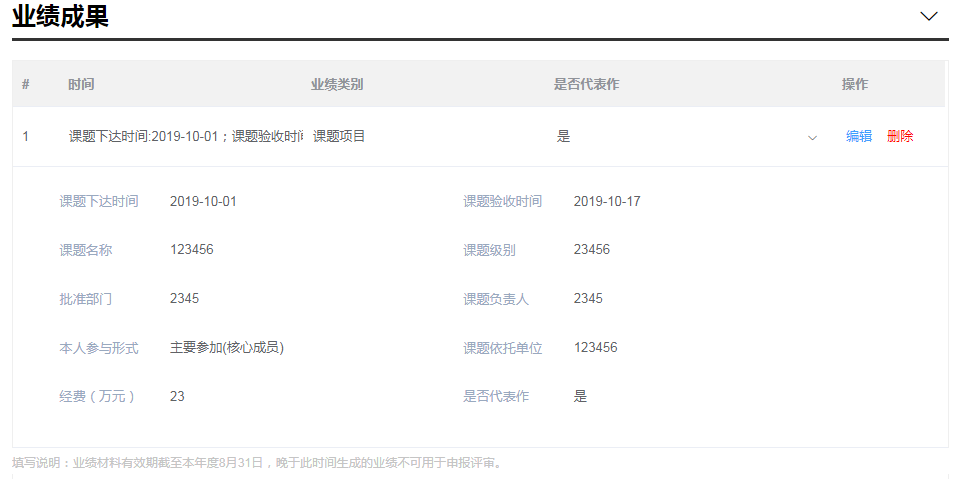 业绩成果
# 时间 业绩类别 是否代表作 操作
1 课题下达时间:2019-10-01；课题验收时间 课题项目 是 编辑 删除
课题下达时间 2019-10-01 课题验收时间 2019-10-17
课题名称 123456 课题级别 23456
批准部门 2345 课题负责人 2345
本人参与形式 主要参加(核心成员) 课题依托单位 123456
经费（万元） 23 是否代表作 是
填写说明：业绩材料有效期截至本年度8月31日，晚于此时间生成的业绩不可用于申报评审。